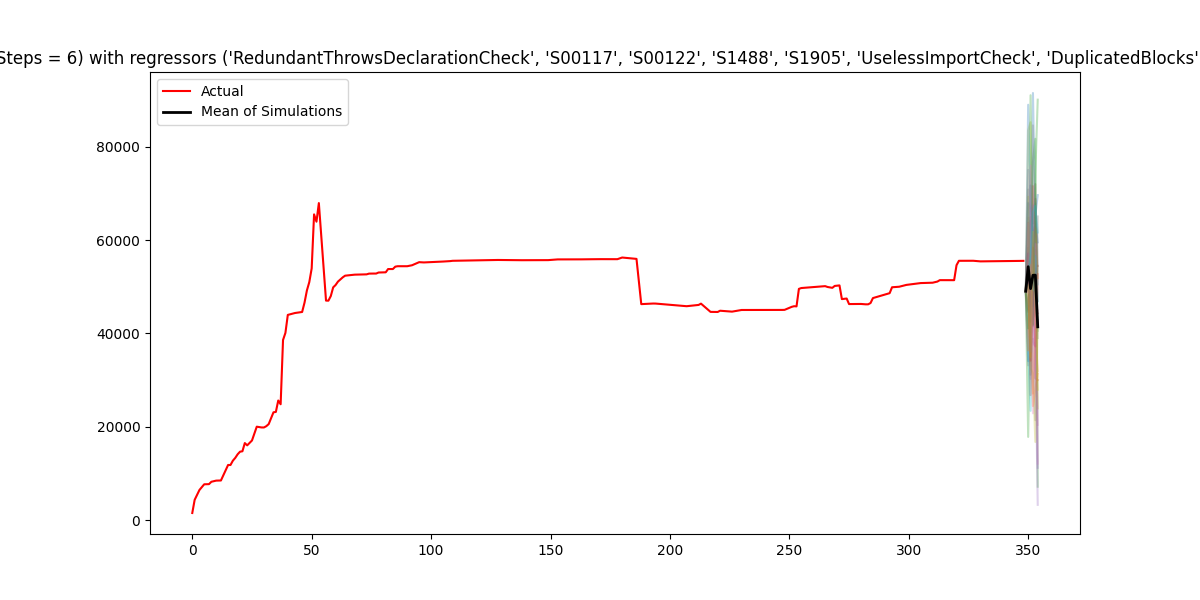 Steps = 6) with regressors ('RedundantThrowsDeclarationCheck', 'S00117', 'S00122', 'S1488', 'S1905', 'UselessImportCheck', 'DuplicatedBlocks'
Actual
Mean of Simulations
80000
60000
40000
20000
0
0 50 100 150 200 250 300 350